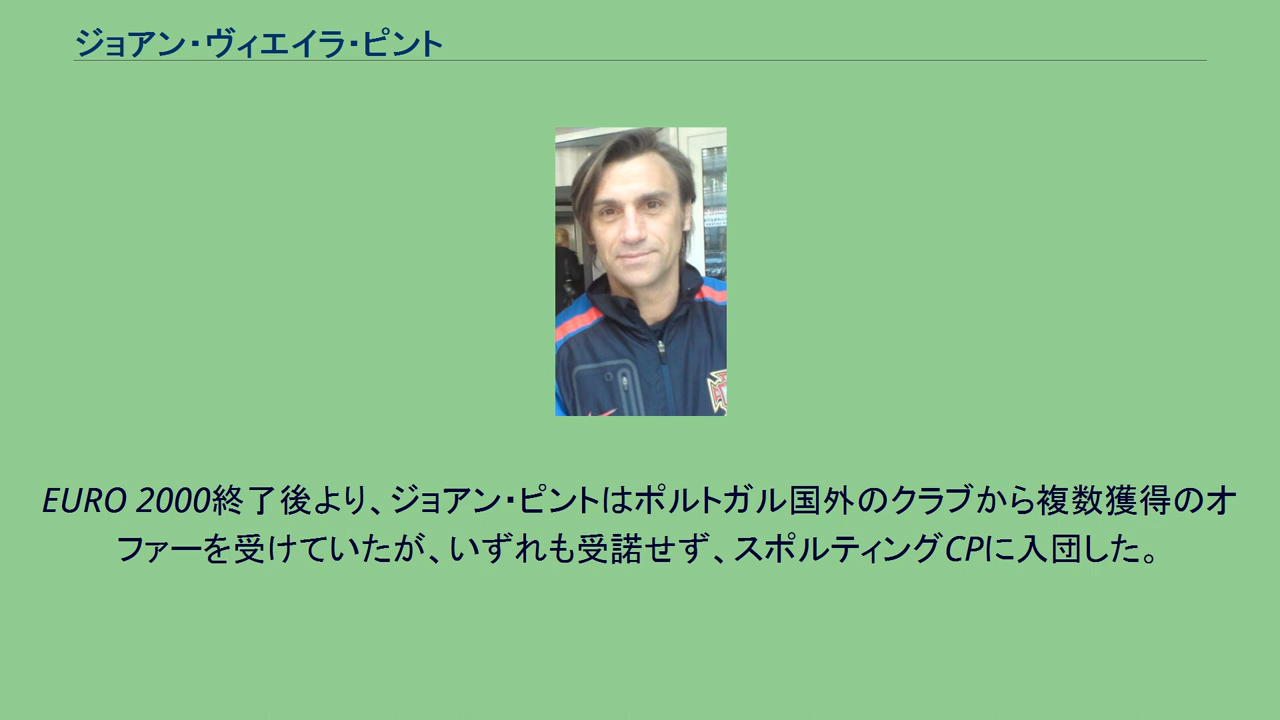 ジョアン・ヴィエイラ・ピント
EURO 2000終了後より、ジョアン・ピントはポルトガル国外のクラブから複数獲得のオ
ファーを受けていたが、いずれも受諾せず、スポルティングCPに入団した。